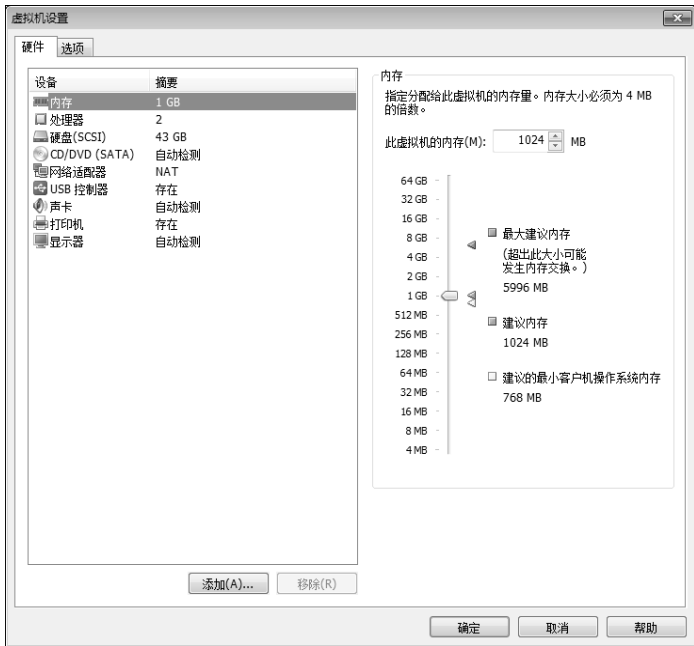 虚拟机设置
硬件 选项
设备 摘要
内存 1 GB
处理器 2
硬盘(SCSI) 43 GB
CD/DVD (SATA) 自动检测
网络适配器 NAT
USB 控制器 存在
声卡 自动检测
打印机 存在
显示器 自动检测
添加(A)... 移除(R)
内存
指定分配给此虚拟机的内存量。内存大小必须为 4 MB
的倍数。
此虚拟机的内存(M): 1024 MB
64 GB
32 GB
16 GB
8 GB
4 GB
2 GB
1 GB
512 MB
256 MB
128 MB
64 MB
32 MB
16 MB
8 MB
4 MB
最大建议内存
(超出此大小可能
发生内存交换。)
5996 MB
建议内存
1024 MB
建议的最小客户机操作系统内存
768 MB
确定 取消 帮助